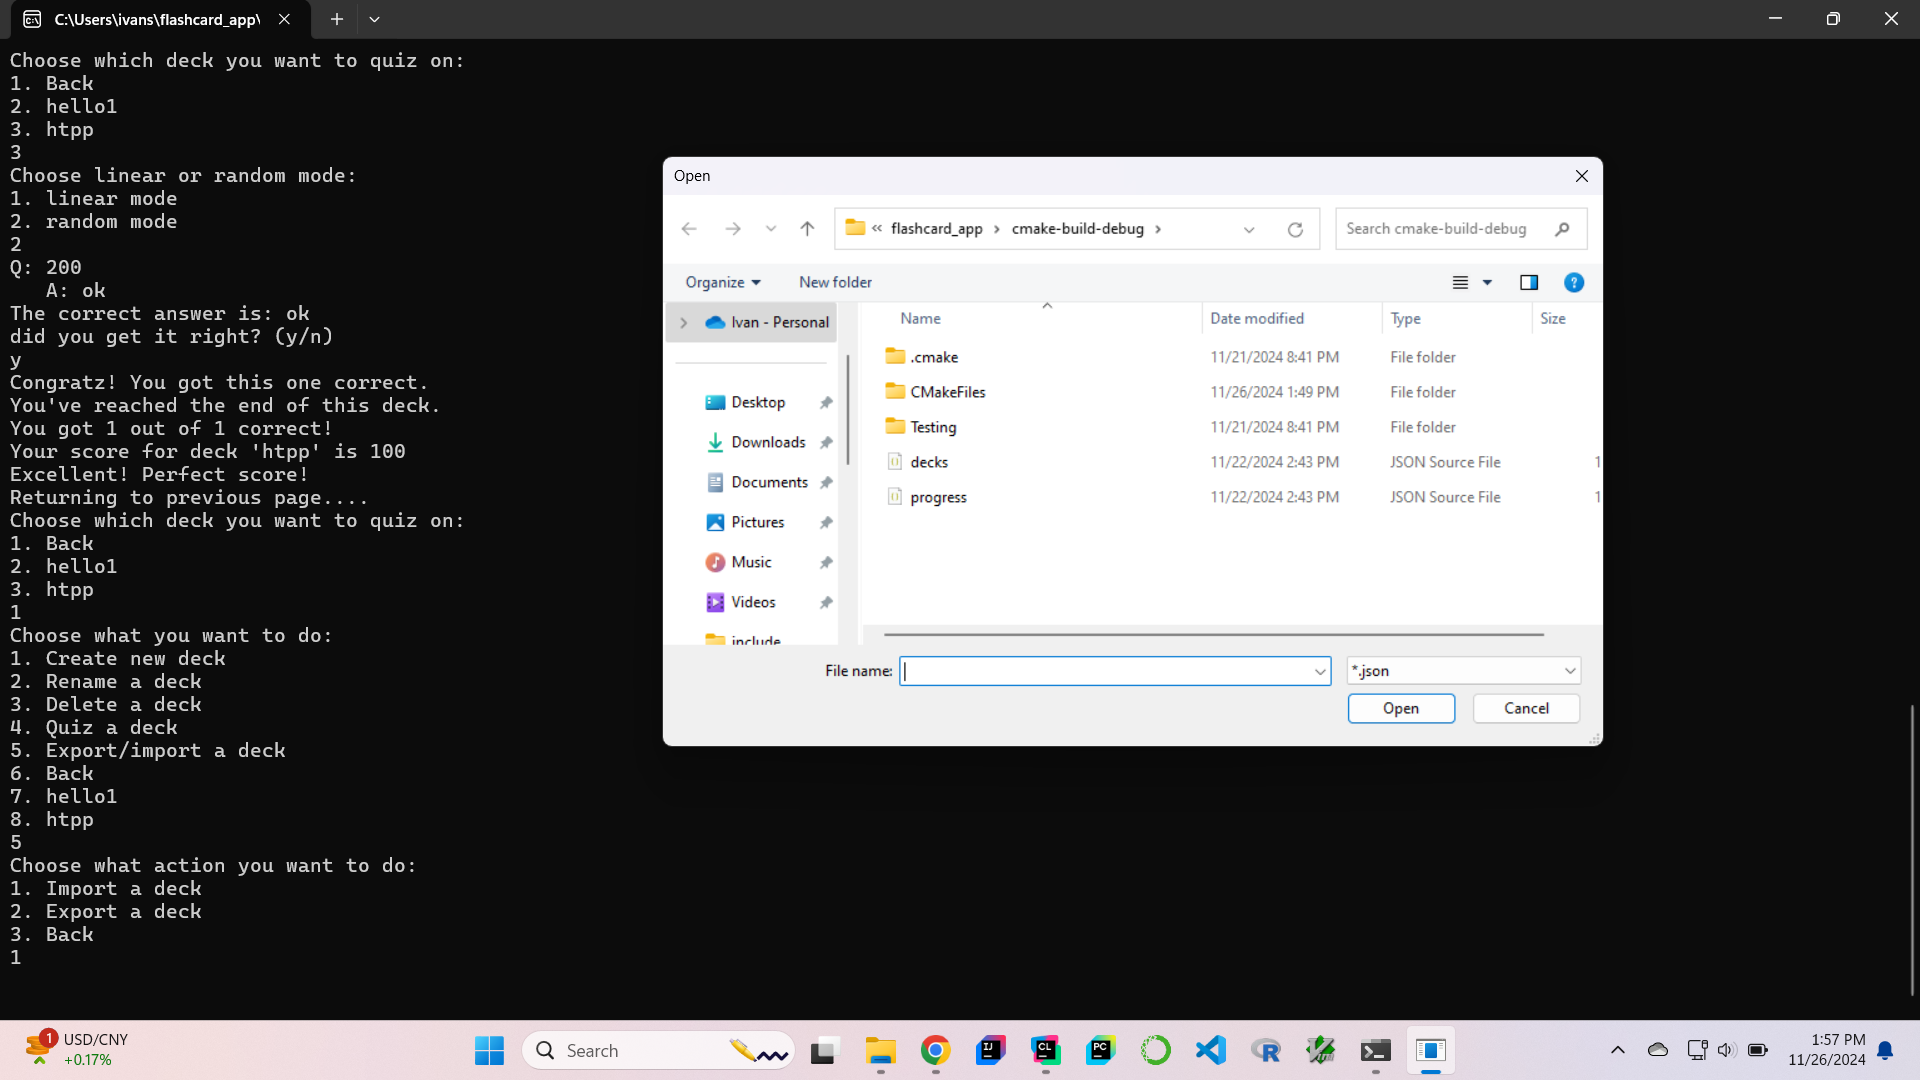 C:\Users\ivans\flashcard_app\
Choose which deck you want to quiz on:
1. Back
2. hello1
3. htpp
3
Choose linear or random mode:
1. linear mode
2. random mode
2
Q: 200
A: ok
The correct answer is: ok
did you get it right? (y/n)
y
Congratz! You got this one correct.
You've reached the end of this deck.
You got 1 out of 1 correct!
Your score for deck 'htpp' is 100
Excellent! Perfect score!
Returning to previous page....
Choose which deck you want to quiz on:
1. Back
2. hello1
3. htpp
1
Choose what you want to do:
1. Create new deck
2. Rename a deck
3. Delete a deck
4. Quiz a deck
5. Export/import a deck
6. Back
7. hello1
8. htpp
5
Choose what action you want to do:
1. Import a deck
2. Export a deck
3. Back
1
Open
« flashcard_app › cmake-build-debug ›
Search cmake-build-debug
Organize
New folder
?
Ivan - Personal
Desktop
Downloads
Documents
Pictures
Music
Videos
include
Name Date modified Type Size
.cmake 11/21/2024 8:41 PM File folder
CMakeFiles 11/26/2024 1:49 PM File folder
Testing 11/21/2024 8:41 PM File folder
decks 11/22/2024 2:43 PM JSON Source File 1
progress 11/22/2024 2:43 PM JSON Source File 1
File name:
*.json
Open
Cancel
1
USD/CNY
+0.17%
Search
IJ
CL
PC
R
1:57 PM
11/26/2024